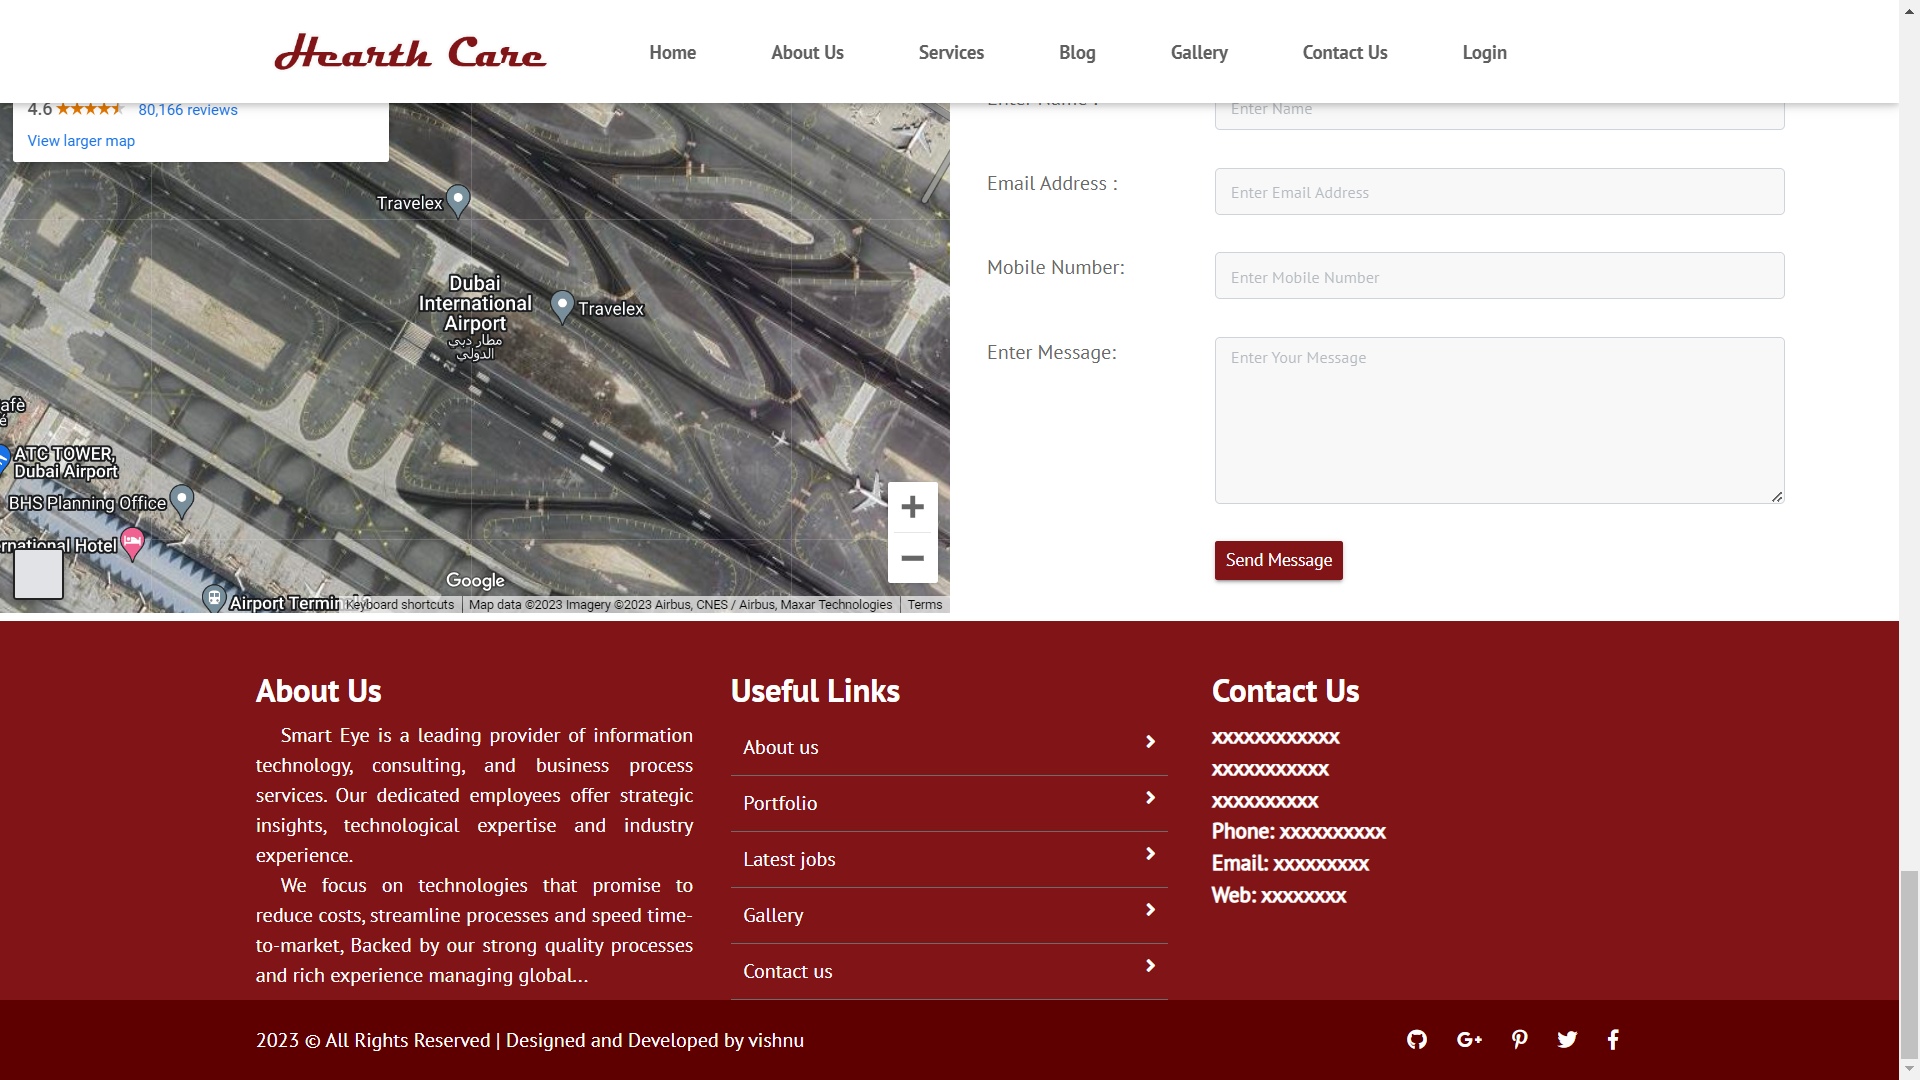 Hearth Care
Home
About Us
Services
Blog
Gallery
Contact Us
Login
4.6
80,166 reviews
View larger map
Travelex
Dubai
International
Airport
مطار دبي
الدولي
Travelex
ATC TOWER,
Dubai Airport
BHS Planning Office
Hotel
Airport
Google
Keyboard shortcuts
Map data ©2023 Imagery ©2023 Airbus, CNES / Airbus, Maxar Technologies
Terms
Enter Name :
Enter Name
Email Address :
Enter Email Address
Mobile Number:
Enter Mobile Number
Enter Message:
Enter Your Message
Send Message
About Us
Smart Eye is a leading provider of information
technology, consulting, and business process
services. Our dedicated employees offer strategic
insights, technological expertise and industry
experience.
We focus on technologies that promise to
reduce costs, streamline processes and speed time-
to-market, Backed by our strong quality processes
and rich experience managing global...
Useful Links
About us
Portfolio
Latest jobs
Gallery
Contact us
Contact Us
xxxxxxxxxxxx
xxxxxxxxxxx
xxxxxxxxxx
Phone: xxxxxxxxxx
Email: xxxxxxxxx
Web: xxxxxxxx
2023 © All Rights Reserved | Designed and Developed by vishnu